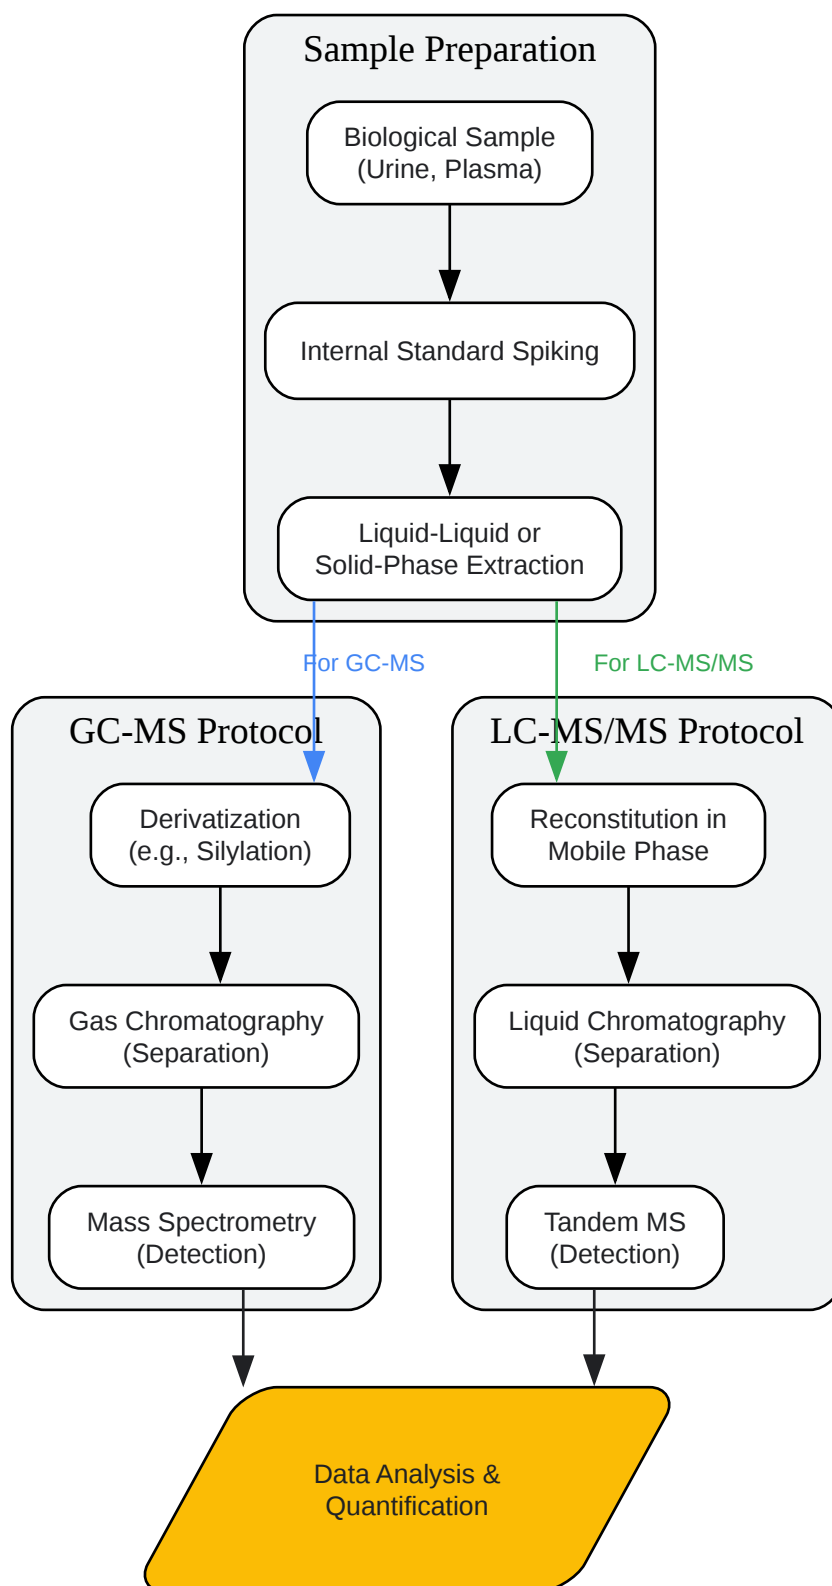 Sample Preparation
Biological Sample
(Urine, Plasma)
Internal Standard Spiking
Liquid-Liquid or
Solid-Phase Extraction
For GC-MS
For LC-MS/MS
GC-MS Protocol
Derivatization
(e.g., Silylation)
Gas Chromatography
(Separation)
Mass Spectrometry
(Detection)
LC-MS/MS Protocol
Reconstitution in
Mobile Phase
Liquid Chromatography
(Separation)
Tandem MS
(Detection)
Data Analysis &
Quantification